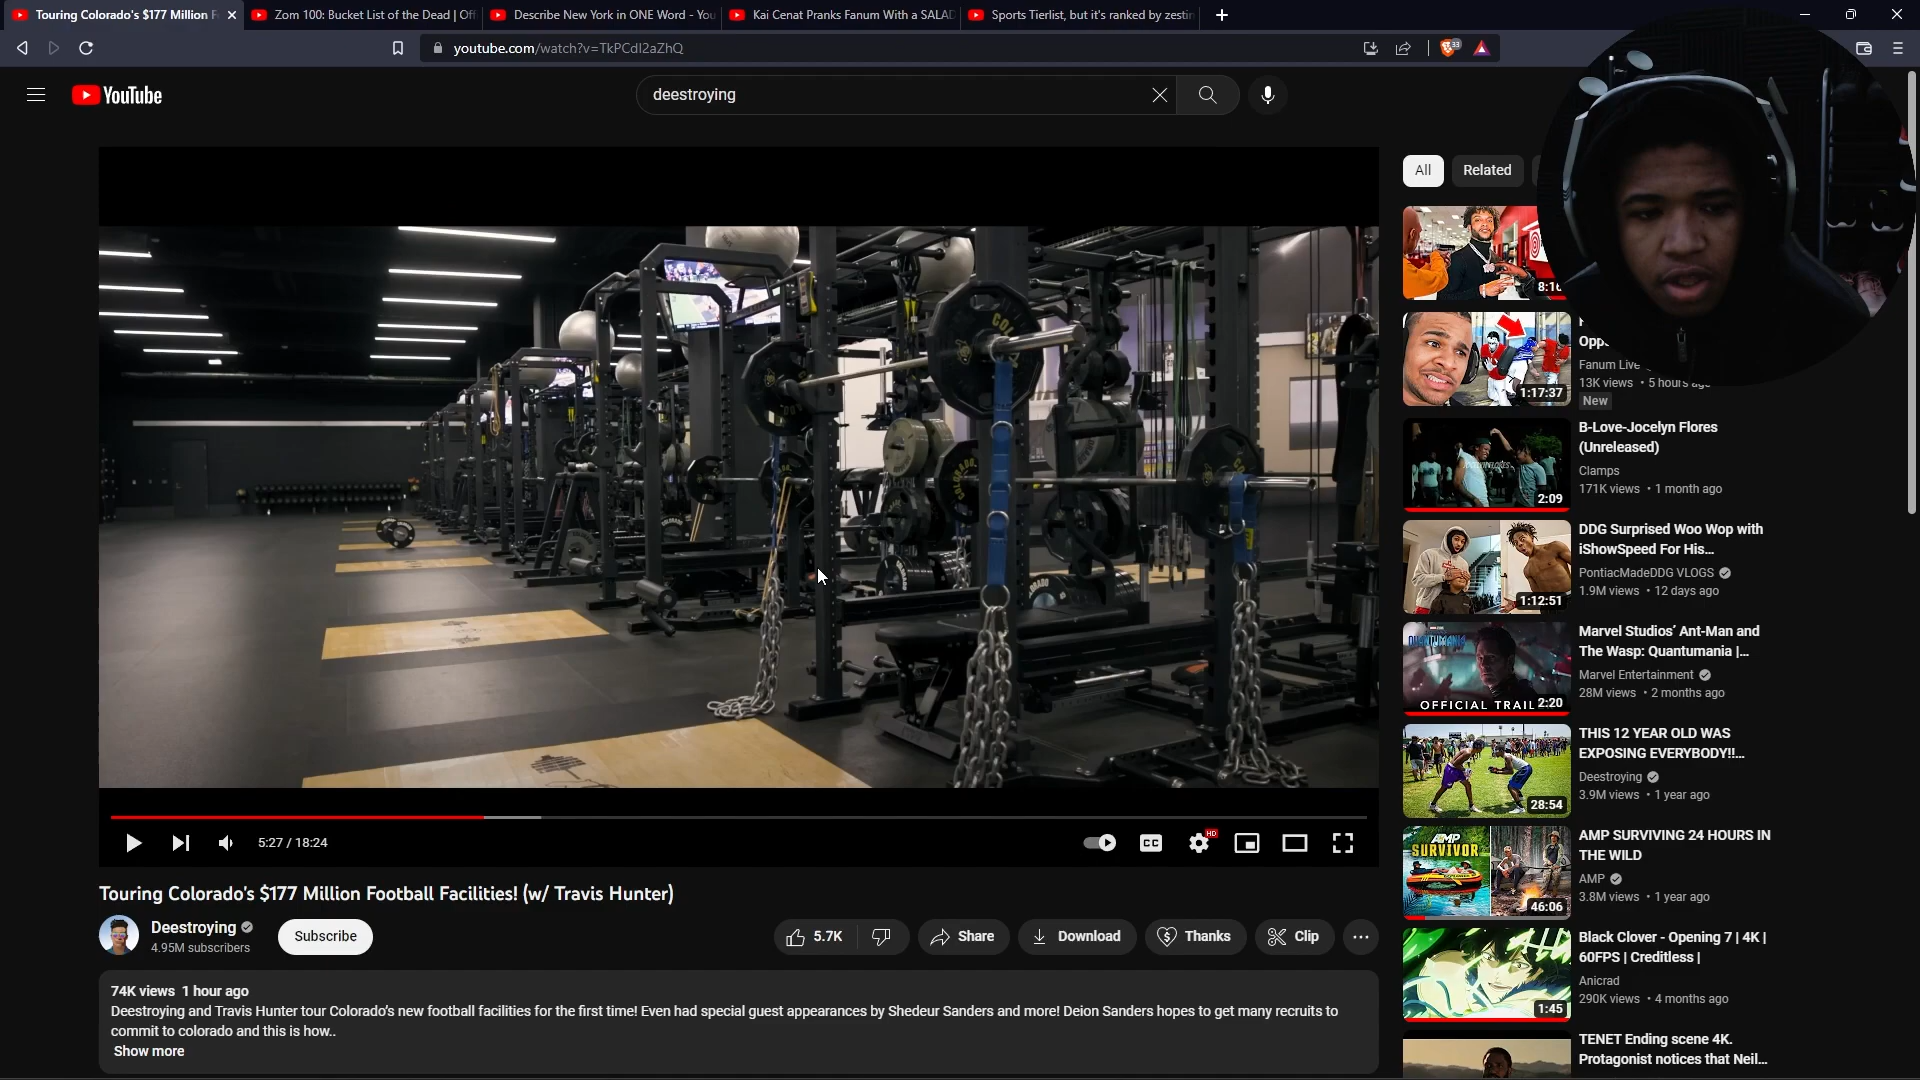 Touring Colorado's $177 Million F
Zom 100: Bucket List of the Dead | Off
Describe New York in ONE Word - You
Kai Cenat Pranks Fanum With a SALAD
Sports Tierlist, but it's ranked by zestin
youtube.com/watch?v=TkPCdI2aZhQ
33
YouTube
deestroying
All
Related
8:16
Fanum Live
13K views • 5 hours ago
New
1:17:37
B-Love-Jocelyn Flores
(Unreleased)
Clamps
171K views • 1 month ago
2:09
DDG Surprised Woo Wop with
iShowSpeed For His...
PontiacMadeDDG VLOGS
1.9M views • 12 days ago
1:12:51
Marvel Studios' Ant-Man and
The Wasp: Quantumania |...
Marvel Entertainment
28M views • 2 months ago
QUANTUMANIA
OFFICIAL TRAIL 2:20
THIS 12 YEAR OLD WAS
EXPOSING EVERYBODY!!...
Deestroying
3.9M views • 1 year ago
28:54
AMP SURVIVING 24 HOURS IN
THE WILD
AMP
3.8M views • 1 year ago
AMP
SURVIVOR
46:06
Black Clover - Opening 7 | 4K |
60FPS | Creditless |
Anicrad
290K views • 4 months ago
1:45
TENET Ending scene 4K.
Protagonist notices that Neil...
COLORADO
5:27 / 18:24
CC
HD
Touring Colorado's $177 Million Football Facilities! (w/ Travis Hunter)
Deestroying
4.95M subscribers
Subscribe
5.7K
Share
Download
Thanks
Clip
74K views 1 hour ago
Deestroying and Travis Hunter tour Colorado's new football facilities for the first time! Even had special guest appearances by Shedeur Sanders and more! Deion Sanders hopes to get many recruits to
commit to colorado and this is how..
Show more